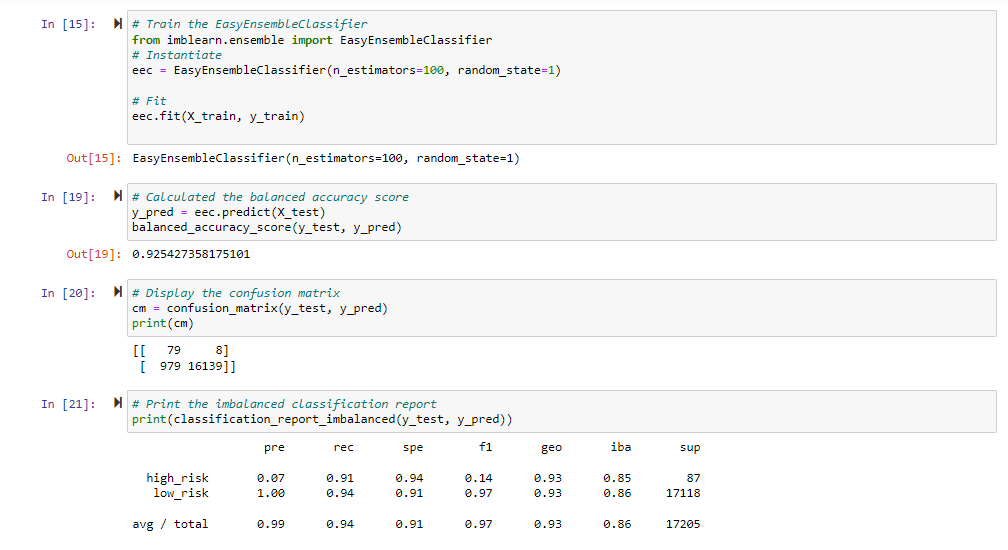 In [15]: # Train the EasyEnsembleClassifier
from imblearn.ensemble import EasyEnsembleClassifier
# Instantiate
eec = EasyEnsembleClassifier(n_estimators=100, random_state=1)
# Fit
eec.fit(X_train, y_train)
Out[15]: EasyEnsembleClassifier(n_estimators=100, random_state=1)
In [19]: # Calculated the balanced accuracy score
y_pred = eec.predict(X_test)
balanced_accuracy_score(y_test, y_pred)
Out[19]: 0.925427358175101
In [20]: # Display the confusion matrix
cm = confusion_matrix(y_test, y_pred)
print(cm)
[[ 79 8]
[ 979 16139]]
In [21]: # Print the imbalanced classification report
print(classification_report_imbalanced(y_test, y_pred))
pre rec spe f1 geo iba sup
high_risk 0.07 0.91 0.94 0.14 0.93 0.85 87
low_risk 1.00 0.94 0.91 0.97 0.93 0.86 17118
avg / total 0.99 0.94 0.91 0.97 0.93 0.86 17205